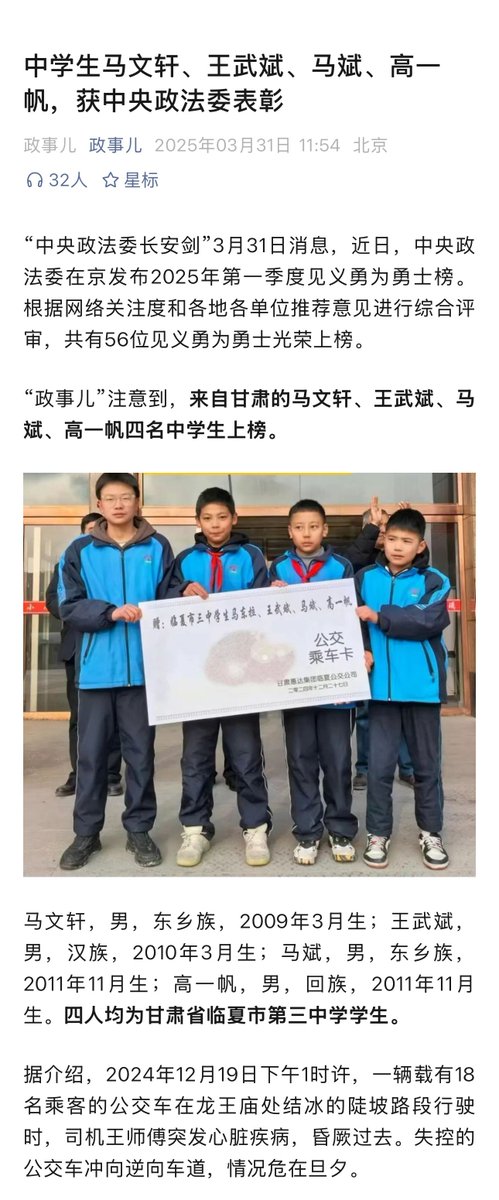 中学生马文轩、王武斌、马斌、高一
帆，获中央政法委表彰
政事儿 政事儿 2025年03月31日 11:54 北京
32人 星标
“中央政法委长安剑”3月31日消息，近日，中央政
法委在京发布2025年第一季度见义勇为勇士榜。
根据网络关注度和各地各单位推荐意见进行综合评
审，共有56位见义勇为勇士光荣上榜。
“政事儿”注意到，来自甘肃的马文轩、王武斌、马
斌、高一帆四名中学生上榜。
赠：临夏市三中学生马东拉、王武斌、马斌、高一帆
公交
乘车卡
甘肃惠达集团临夏公交公司
二零二四年十二月二十七日
马文轩，男，东乡族，2009年3月生；王武斌，
男，汉族，2010年3月生；马斌，男，东乡族，
2011年11月生；高一帆，男，回族，2011年11月
生。四人均为甘肃省临夏市第三中学学生。
据介绍，2024年12月19日下午1时许，一辆载有18
名乘客的公交车在龙王庙处结冰的陡坡路段行驶
时，司机王师傅突发心脏疾病，昏厥过去。失控的
公交车冲向逆向车道，情况危在旦夕。